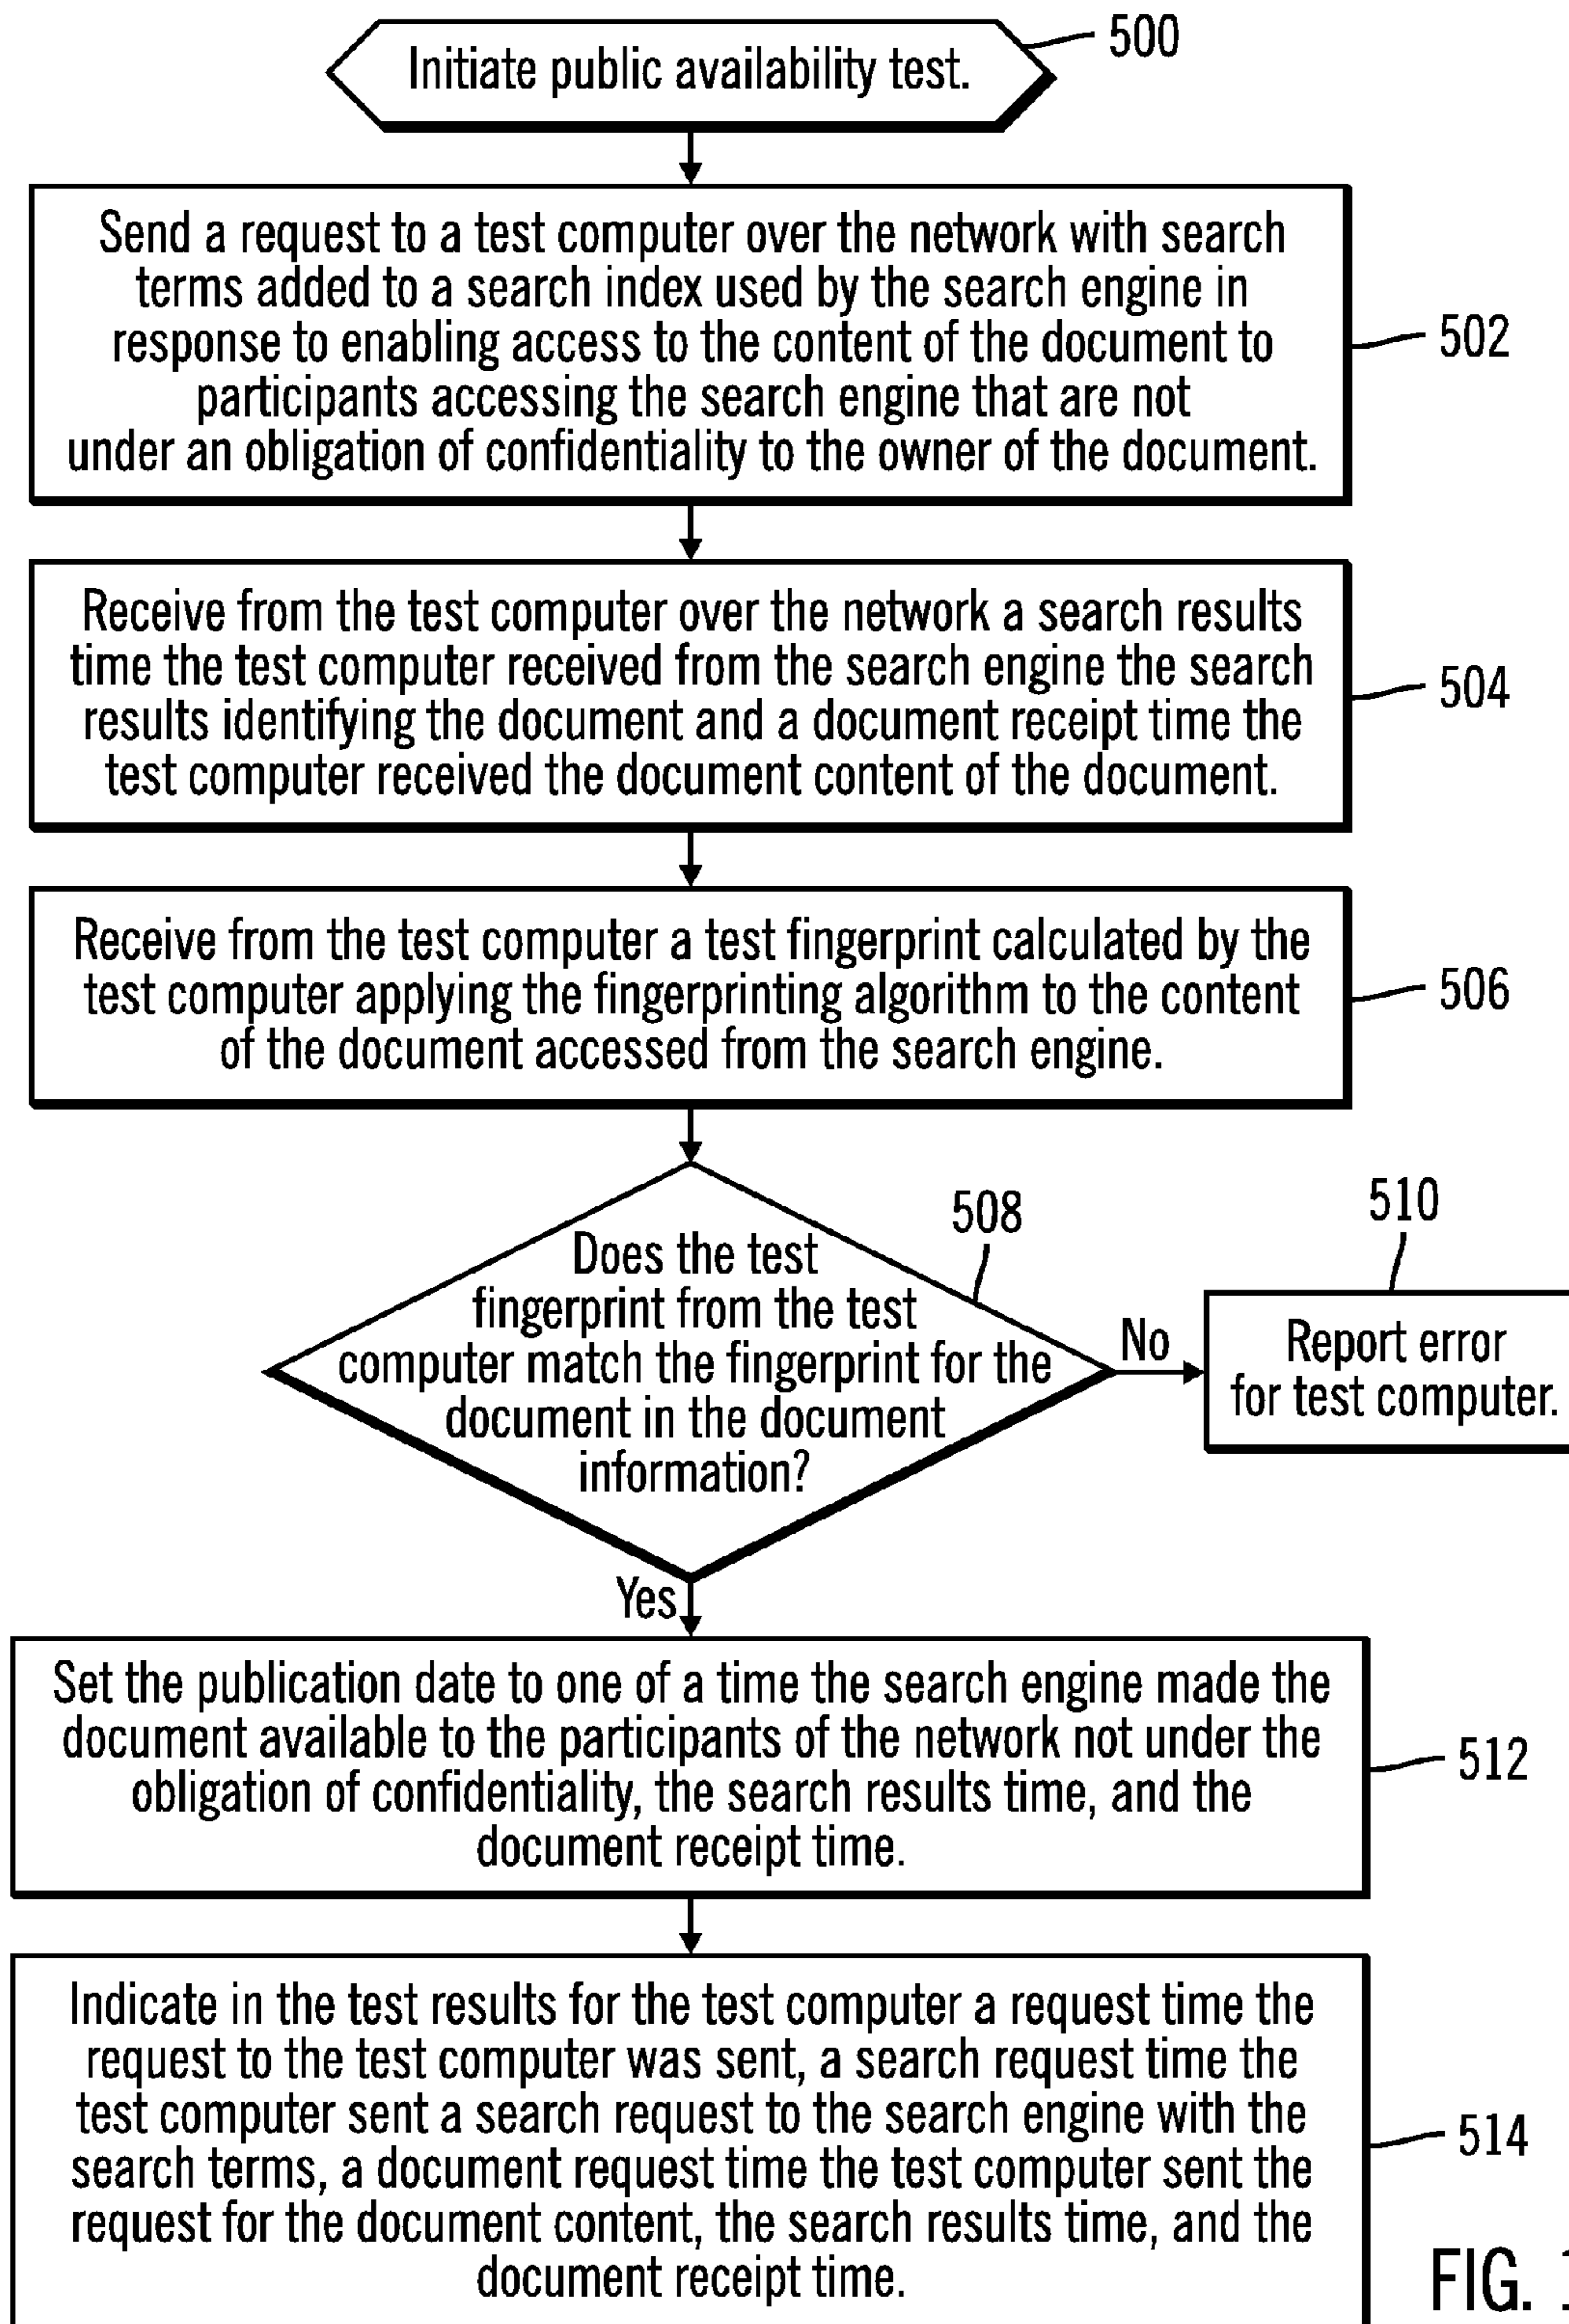 Initiate public availability test.
500
Send a request to a test computer over the network with search
terms added to a search index used by the search engine in
response to enabling access to the content of the document to
participants accessing the search engine that are not
under an obligation of confidentiality to the owner of the document.
502
Receive from the test computer over the network a search results
time the test computer received from the search engine the search
results identifying the document and a document receipt time the
test computer received the document content of the document.
504
Receive from the test computer a test fingerprint calculated by the
test computer applying the fingerprinting algorithm to the content
of the document accessed from the search engine.
506
Does the test
fingerprint from the test
computer match the fingerprint for the
document in the document
information?
508
No
510
Report error
for test computer.
Yes
Set the publication date to one of a time the search engine made the
document available to the participants of the network not under the
obligation of confidentiality, the search results time, and the
document receipt time.
512
Indicate in the test results for the test computer a request time the
request to the test computer was sent, a search request time the
test computer sent a search request to the search engine with the
search terms, a document request time the test computer sent the
request for the document content, the search results time, and the
document receipt time.
514
FIG.